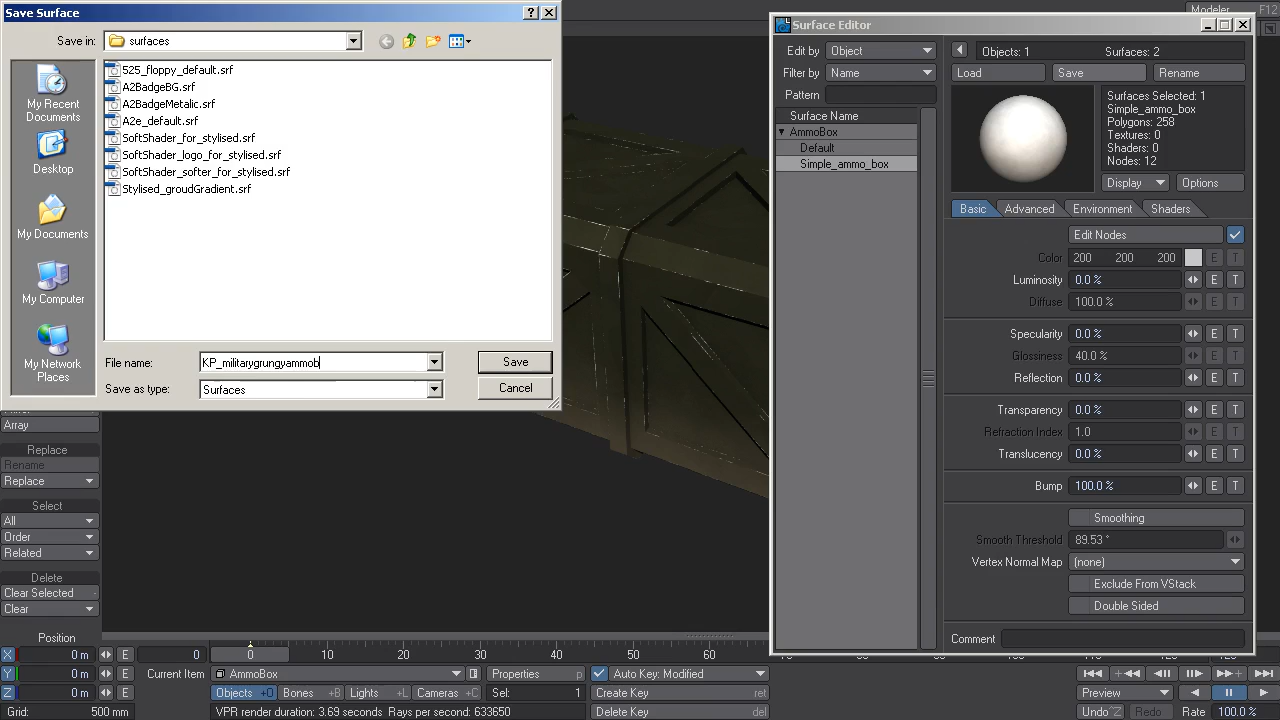 Save Surface
Save in: surfaces
My Recent
Documents
Desktop
My Documents
My Computer
My Network
Places
525_floppy_default.srf
A2BadgeBG.srf
A2BadgeMetalic.srf
A2e_default.srf
SoftShader_for_stylised.srf
SoftShader_logo_for_stylised.srf
SoftShader_softer_for_stylised.srf
Stylised_groudGradient.srf
File name: KP_militarygrungyammob Save
Save as type: Surfaces Cancel
Array
Replace
Rename
Replace
Select
All
Order
Related
Delete
Clear Selected -
Clear
Modeler F12
Surface Editor
Edit by Object
Filter by Name
Pattern
Surface Name
AmmoBox
Default
Simple_ammo_box
Objects: 1 Surfaces: 2
Load Save Rename
Surfaces Selected: 1
Simple_ammo_box
Polygons: 258
Textures: 0
Shaders: 0
Nodes: 12
Display Options
Basic Advanced Environment Shaders
Edit Nodes
Color 200 200 200 E T
Luminosity 0.0 % E T
Diffuse 100.0 % E T
Specularity 0.0 % E T
Glossiness 40.0 % E T
Reflection 0.0 % E T
Transparency 0.0 % E T
Refraction Index 1.0 E T
Translucency 0.0 % E T
Bump 100.0 % E T
Smoothing
Smooth Threshold 89.53 °
Vertex Normal Map (none)
Exclude From VStack
Double Sided
Comment
Position
X 0 m E
Y 0 m E
Z 0 m E
Grid: 500 mm
0 0 10 20 30 40 50 60
Current Item AmmoBox Properties p Auto Key: Modified
Objects +O Bones +B Lights +L Cameras +C Sel: 1 Create Key ret
VPR render duration: 3.69 seconds Rays per second: 633650 Delete Key del
Preview
Undo ^Z Redo Z Rate 100.0 %